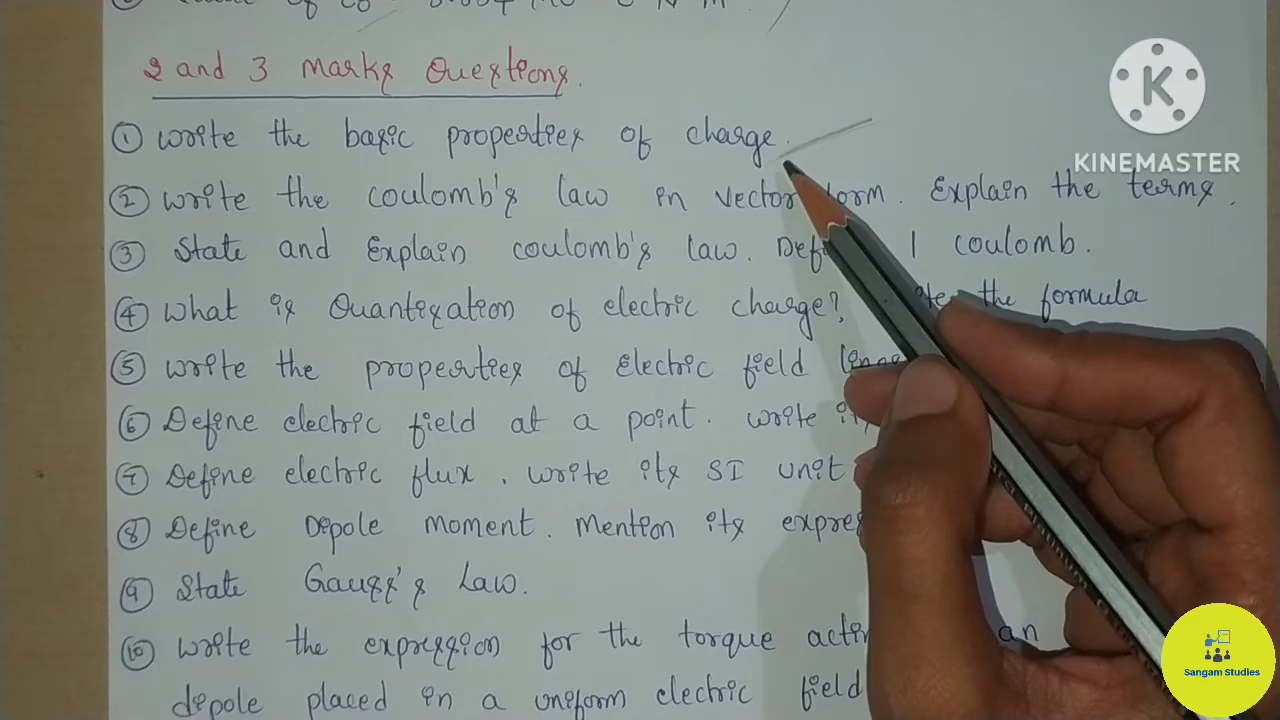 2 and 3 Marks Questions.
① Write the basic properties of charge.
② Write the coulomb's law in vector form. Explain the terms.
③ State and Explain coulomb's law. Def 1 coulomb.
④ What is Quantization of electric charge? the formula
⑤ Write the properties of Electric field
⑥ Define electric field at a point. Write
⑦ Define electric flux. Write its SI unit
⑧ Define Dipole moment. Mention its expres
⑨ State Gauss's Law.
⑩ Write the expression for the torque actin an
dipole placed in a uniform electric field
KINEMASTER
Sangam Studies